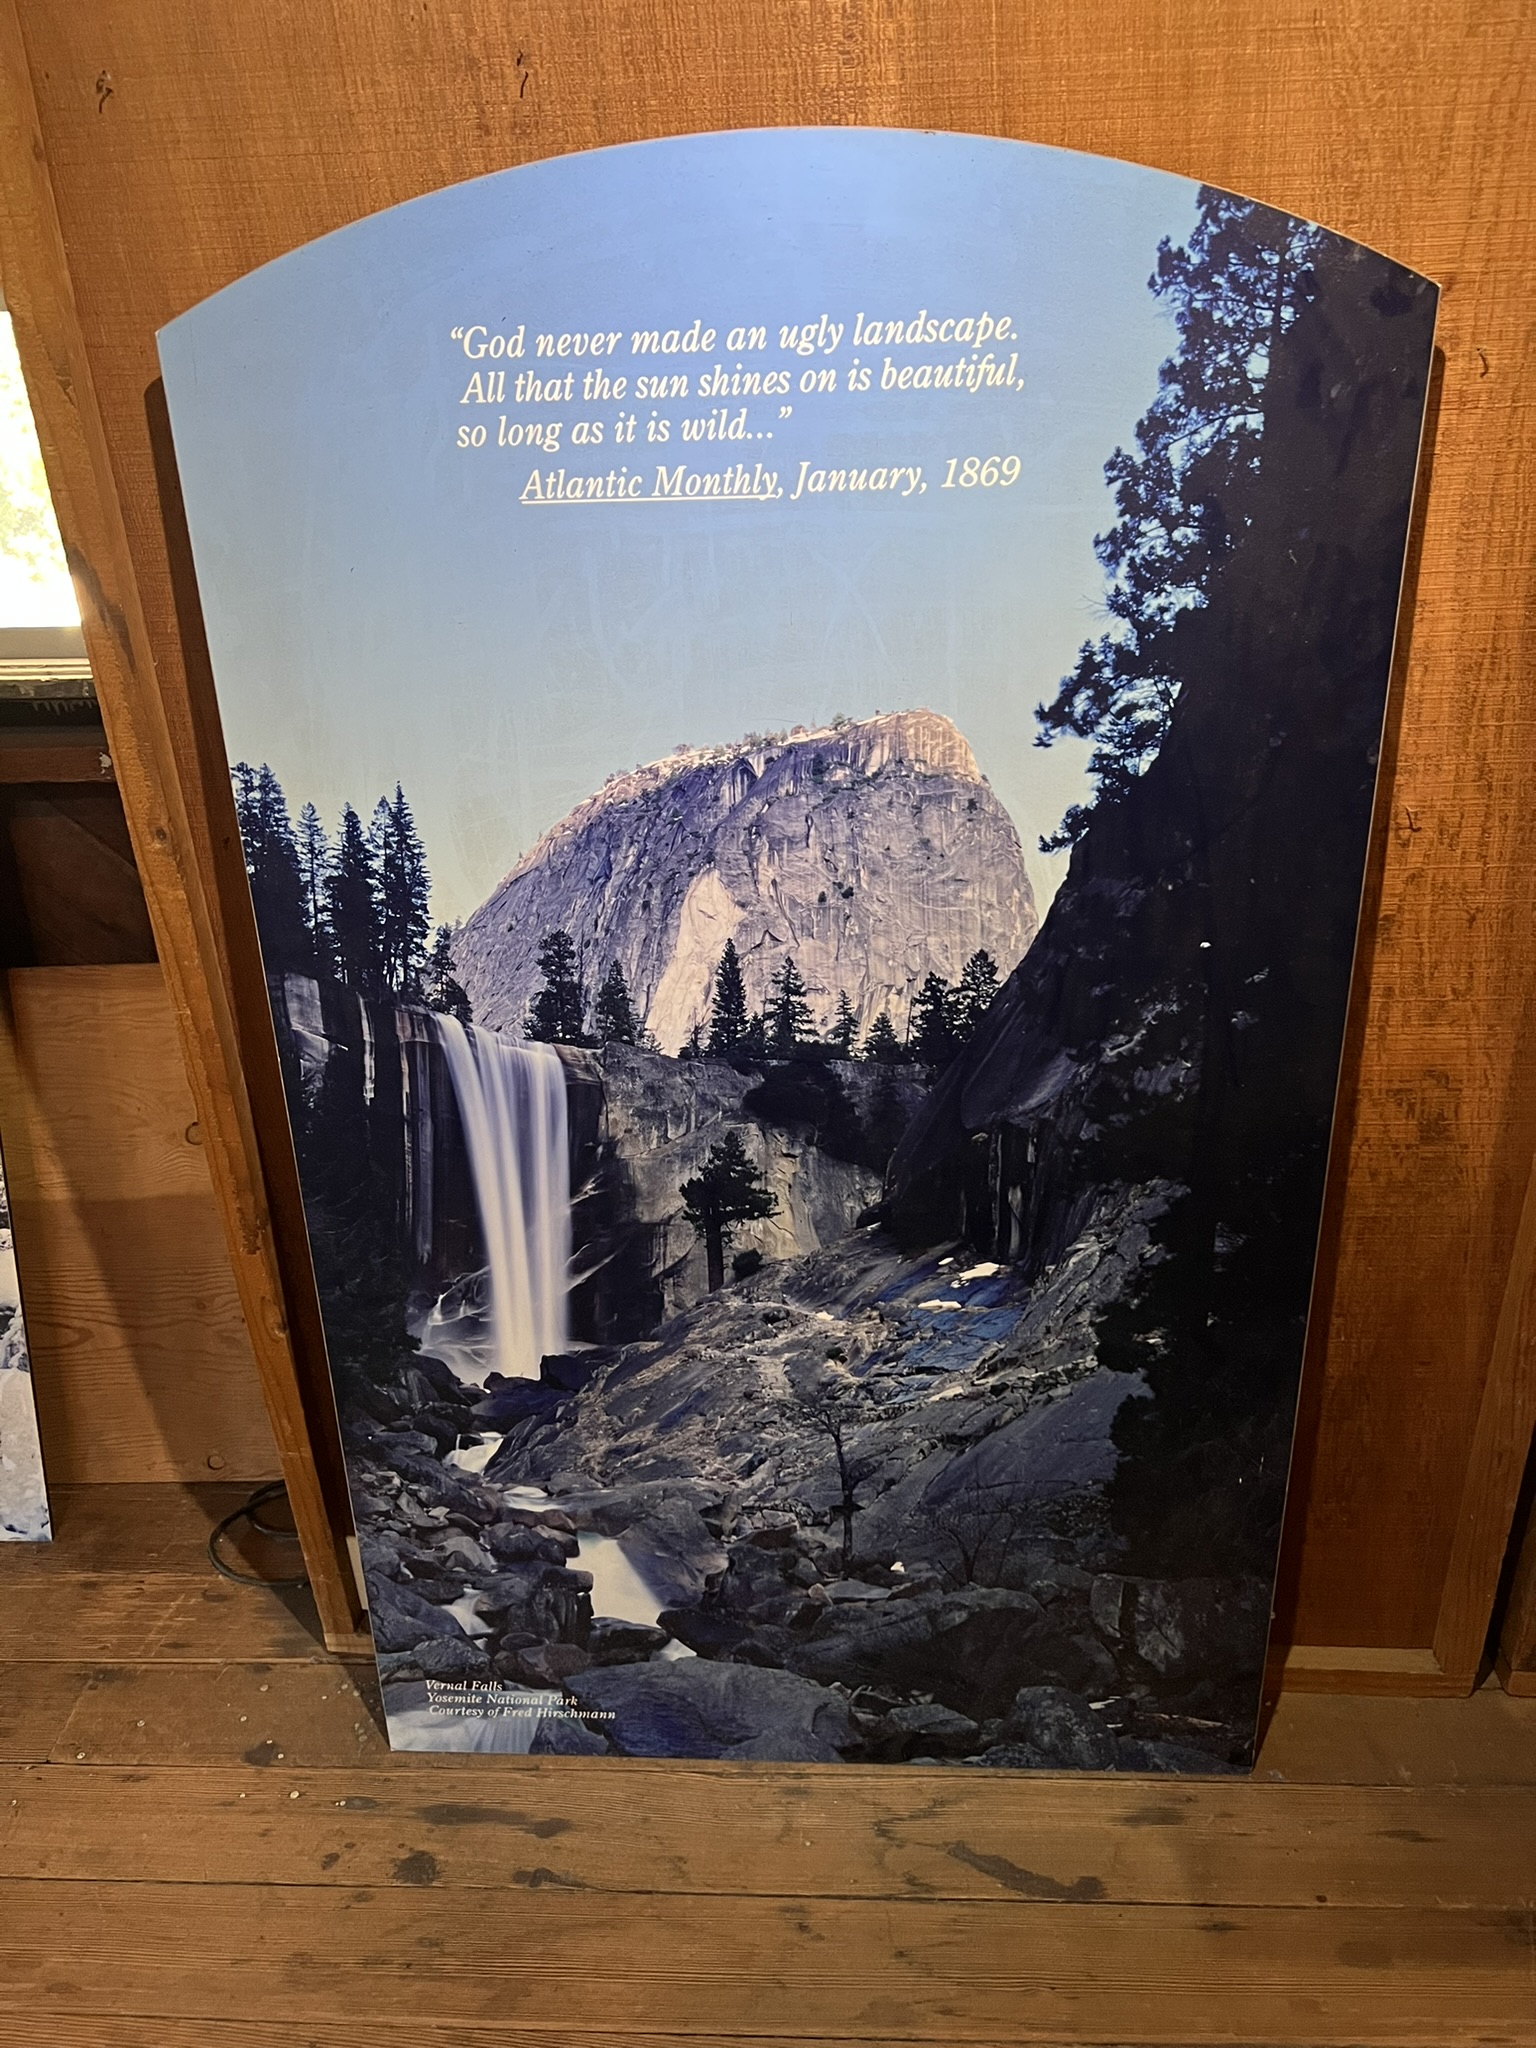 “God never made an ugly landscape.
All that the sun shines on is beautiful,
so long as it is wild...”
Atlantic Monthly, January, 1869
Vernal Falls
Yosemite National Park
Courtesy of Fred Hirschmann